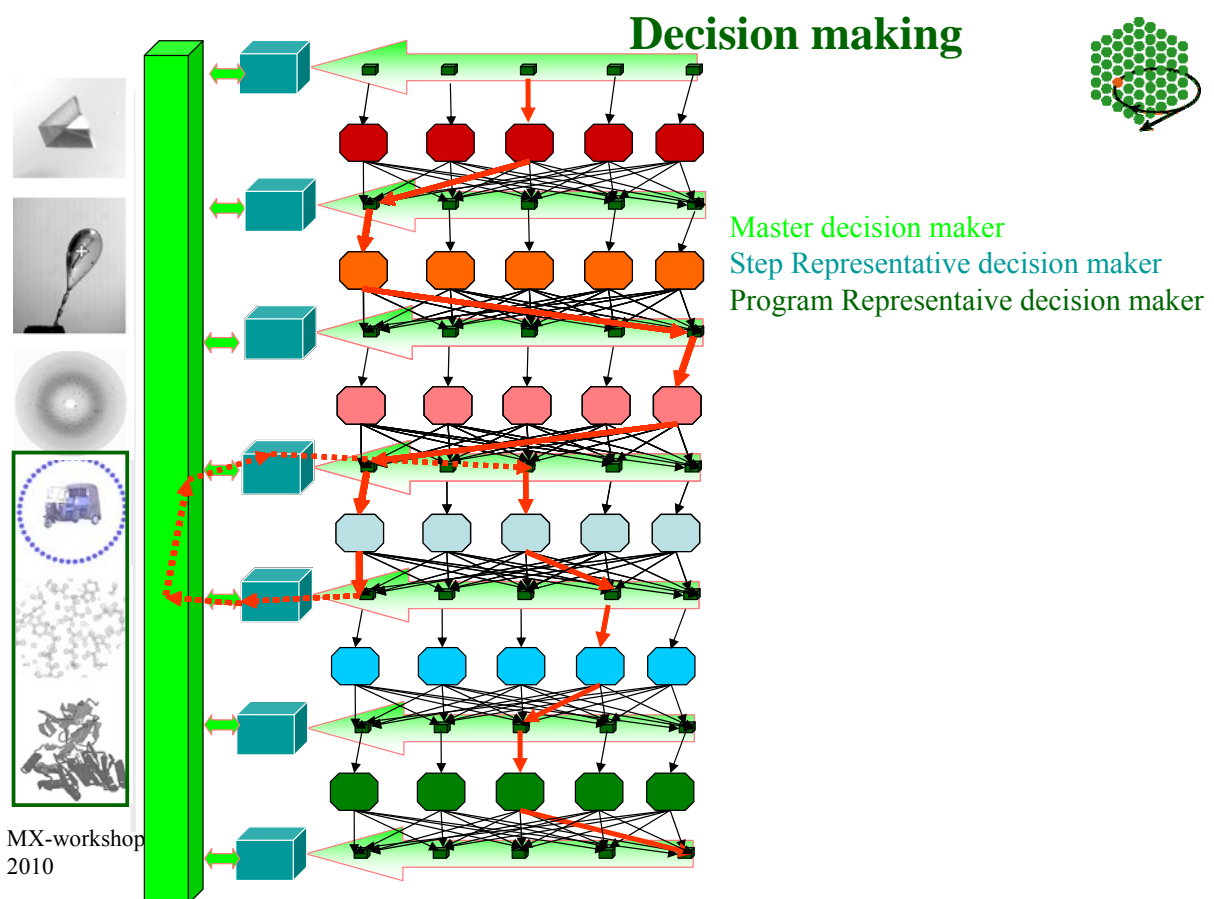 Decision making
Master decision maker
Step Representative decision maker
Program Representaive decision maker
MX-workshop
2010